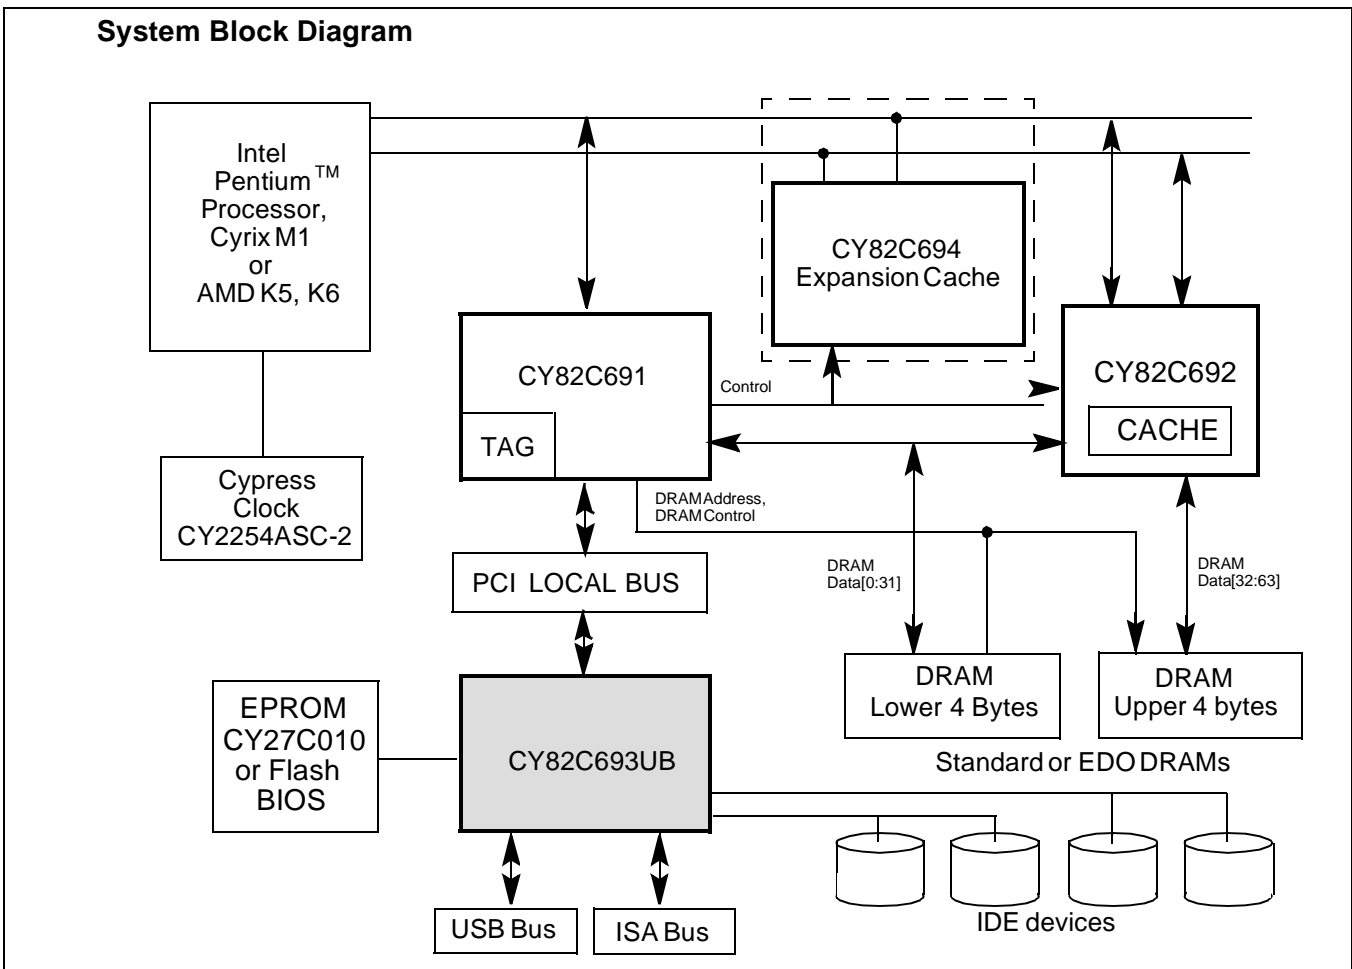 System Block Diagram
Intel
Pentium™
Processor,
Cyrix M1
or
AMD K5, K6
CY82C694
Expansion Cache
CY82C691
TAG
Control
CY82C692
CACHE
Cypress
Clock
CY2254ASC-2
DRAM Address,
DRAM Control
PCI LOCAL BUS
DRAM
Data[0:31]
DRAM
Data[32:63]
DRAM
Lower 4 Bytes
DRAM
Upper 4 bytes
Standard or EDO DRAMs
EPROM
CY27C010
or Flash
BIOS
CY82C693UB
USB Bus
ISA Bus
IDE devices